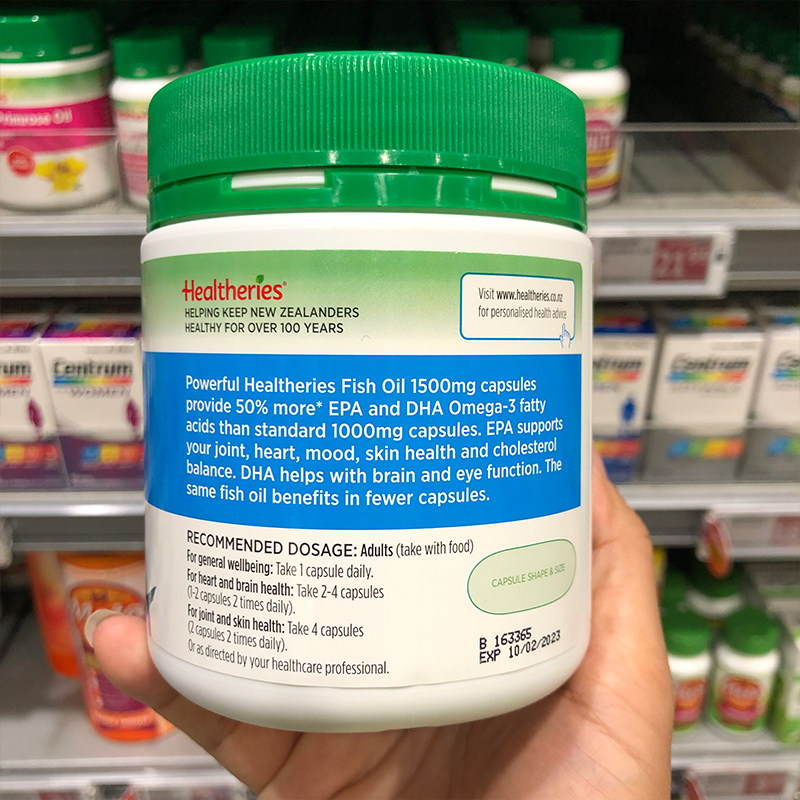 Healtheries
HELPING KEEP NEW ZEALANDERS
HEALTHY FOR OVER 100 YEARS
Visit www.healtheries.co.nz
for personalised health advice
Powerful Healtheries Fish Oil 1500mg capsules
provide 50% more* EPA and DHA Omega-3 fatty
acids than standard 1000mg capsules. EPA supports
your joint, heart, mood, skin health and cholesterol
balance. DHA helps with brain and eye function. The
same fish oil benefits in fewer capsules.
RECOMMENDED DOSAGE: Adults (take with food)
For general wellbeing: Take 1 capsule daily.
For heart and brain health: Take 2-4 capsules
(1-2 capsules 2 times daily).
For joint and skin health: Take 4 capsules
(2 capsules 2 times daily).
Or as directed by your healthcare professional.
CAPSULE SHAPE & SIZE
B 163365
EXP 10/02/2023
Primrose Oil
Centrum
WOMEN
Centrum